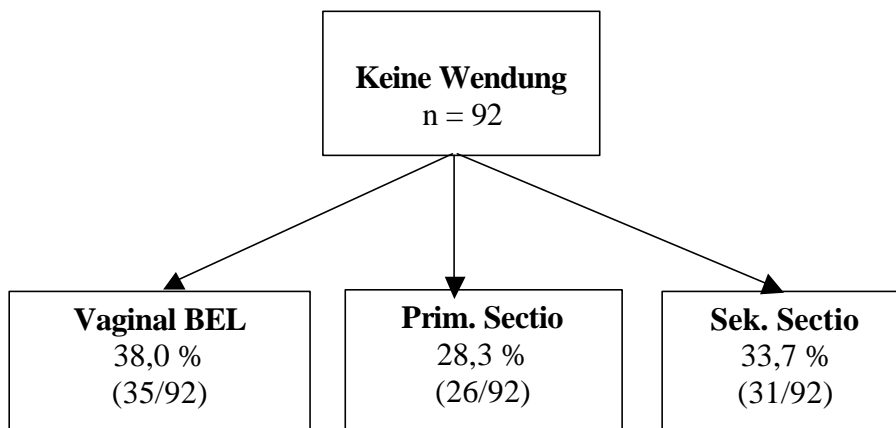 Keine Wendung
n = 92
Vaginal BEL
38,0 %
(35/92)
Prim. Sectio
28,3 %
(26/92)
Sek. Sectio
33,7 %
(31/92)